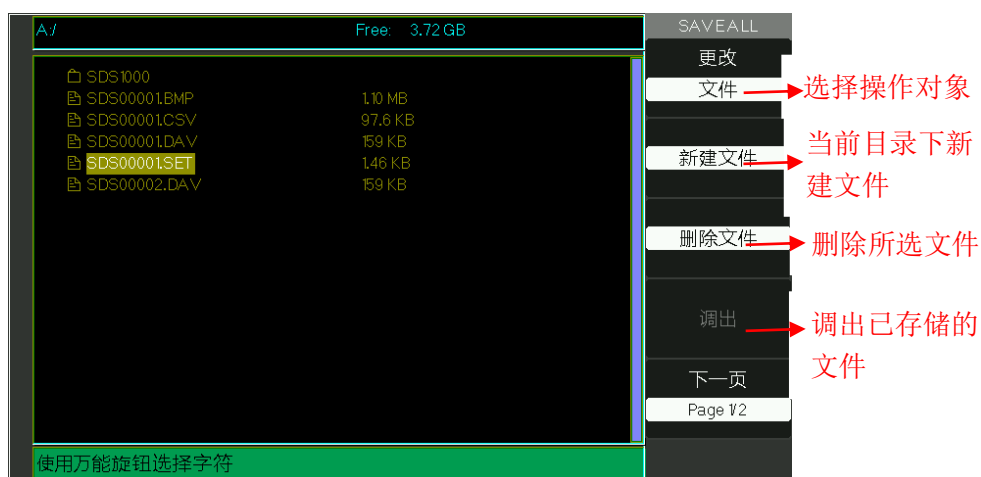 A:/ Free: 3.72 GB
SDS1000
SDS00001.BMP 1.10 MB
SDS00001.CSV 97.6 KB
SDS00001.DAV 159 KB
SDS00001.SET 1.46 KB
SDS00002.DAV 159 KB
使用万能旋钮选择字符
SAVEALL
更改
文件
新建文件
删除文件
调出
下一页
Page 1/2
选择操作对象
当前目录下新
建文件
删除所选文件
调出已存储的
文件